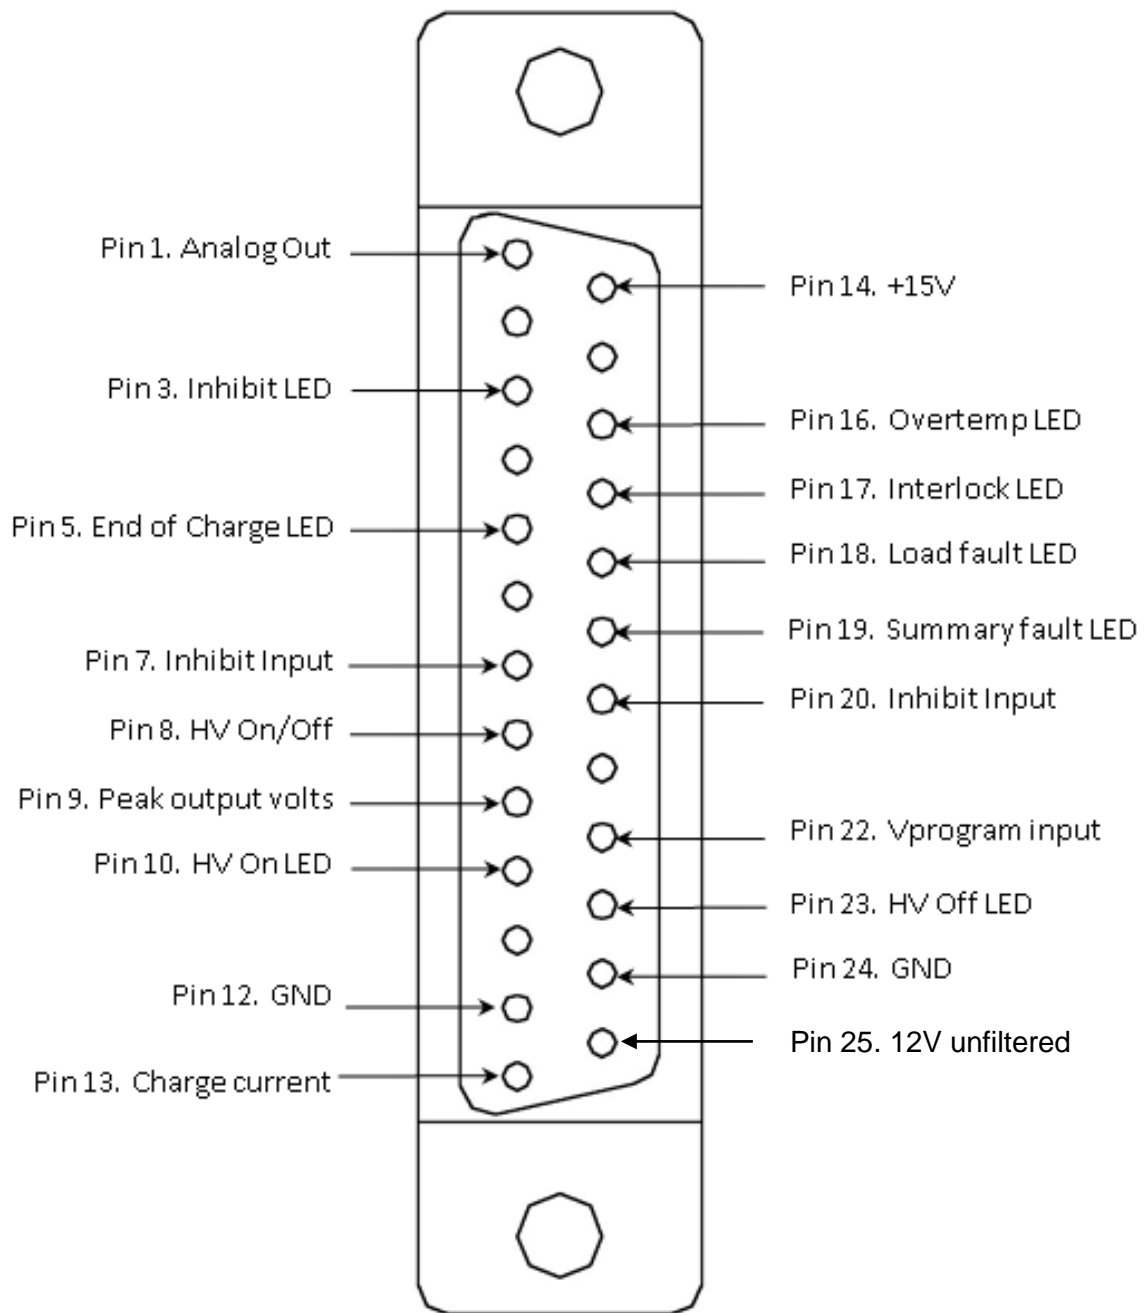 Pin 1. Analog Out
Pin 3. Inhibit LED
Pin 5. End of Charge LED
Pin 7. Inhibit Input
Pin 8. HV On/Off
Pin 9. Peak output volts
Pin 10. HV On LED
Pin 12. GND
Pin 13. Charge current
Pin 14. +15V
Pin 16. Overtemp LED
Pin 17. Interlock LED
Pin 18. Load fault LED
Pin 19. Summary fault LED
Pin 20. Inhibit Input
Pin 22. Vprogram input
Pin 23. HV Off LED
Pin 24. GND
Pin 25. 12V unfiltered